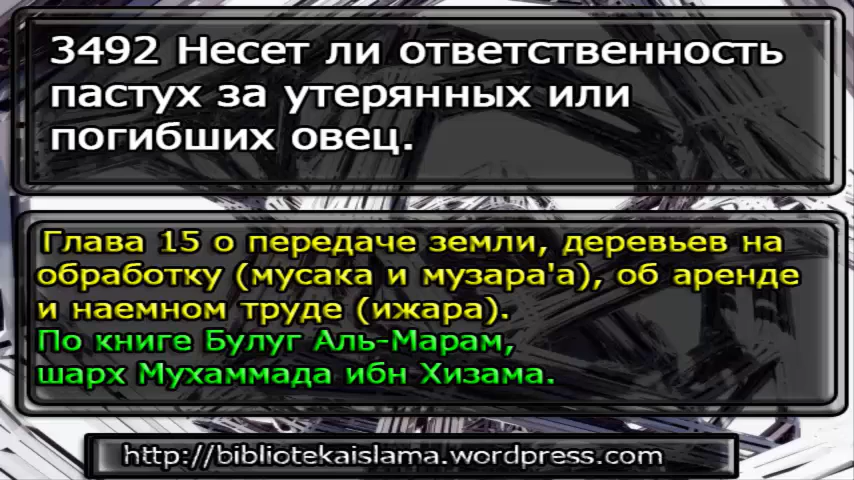 3492 Несет ли ответственность
пастух за утерянных или
погибших овец.
Глава 15 о передаче земли, деревьев на
обработку (мусака и музара'а), об аренде
и наемном труде (ижара).
По книге Булуг Аль-Марам,
шарх Мухаммада ибн Хизама.
http://bibliotekaislama.wordpress.com